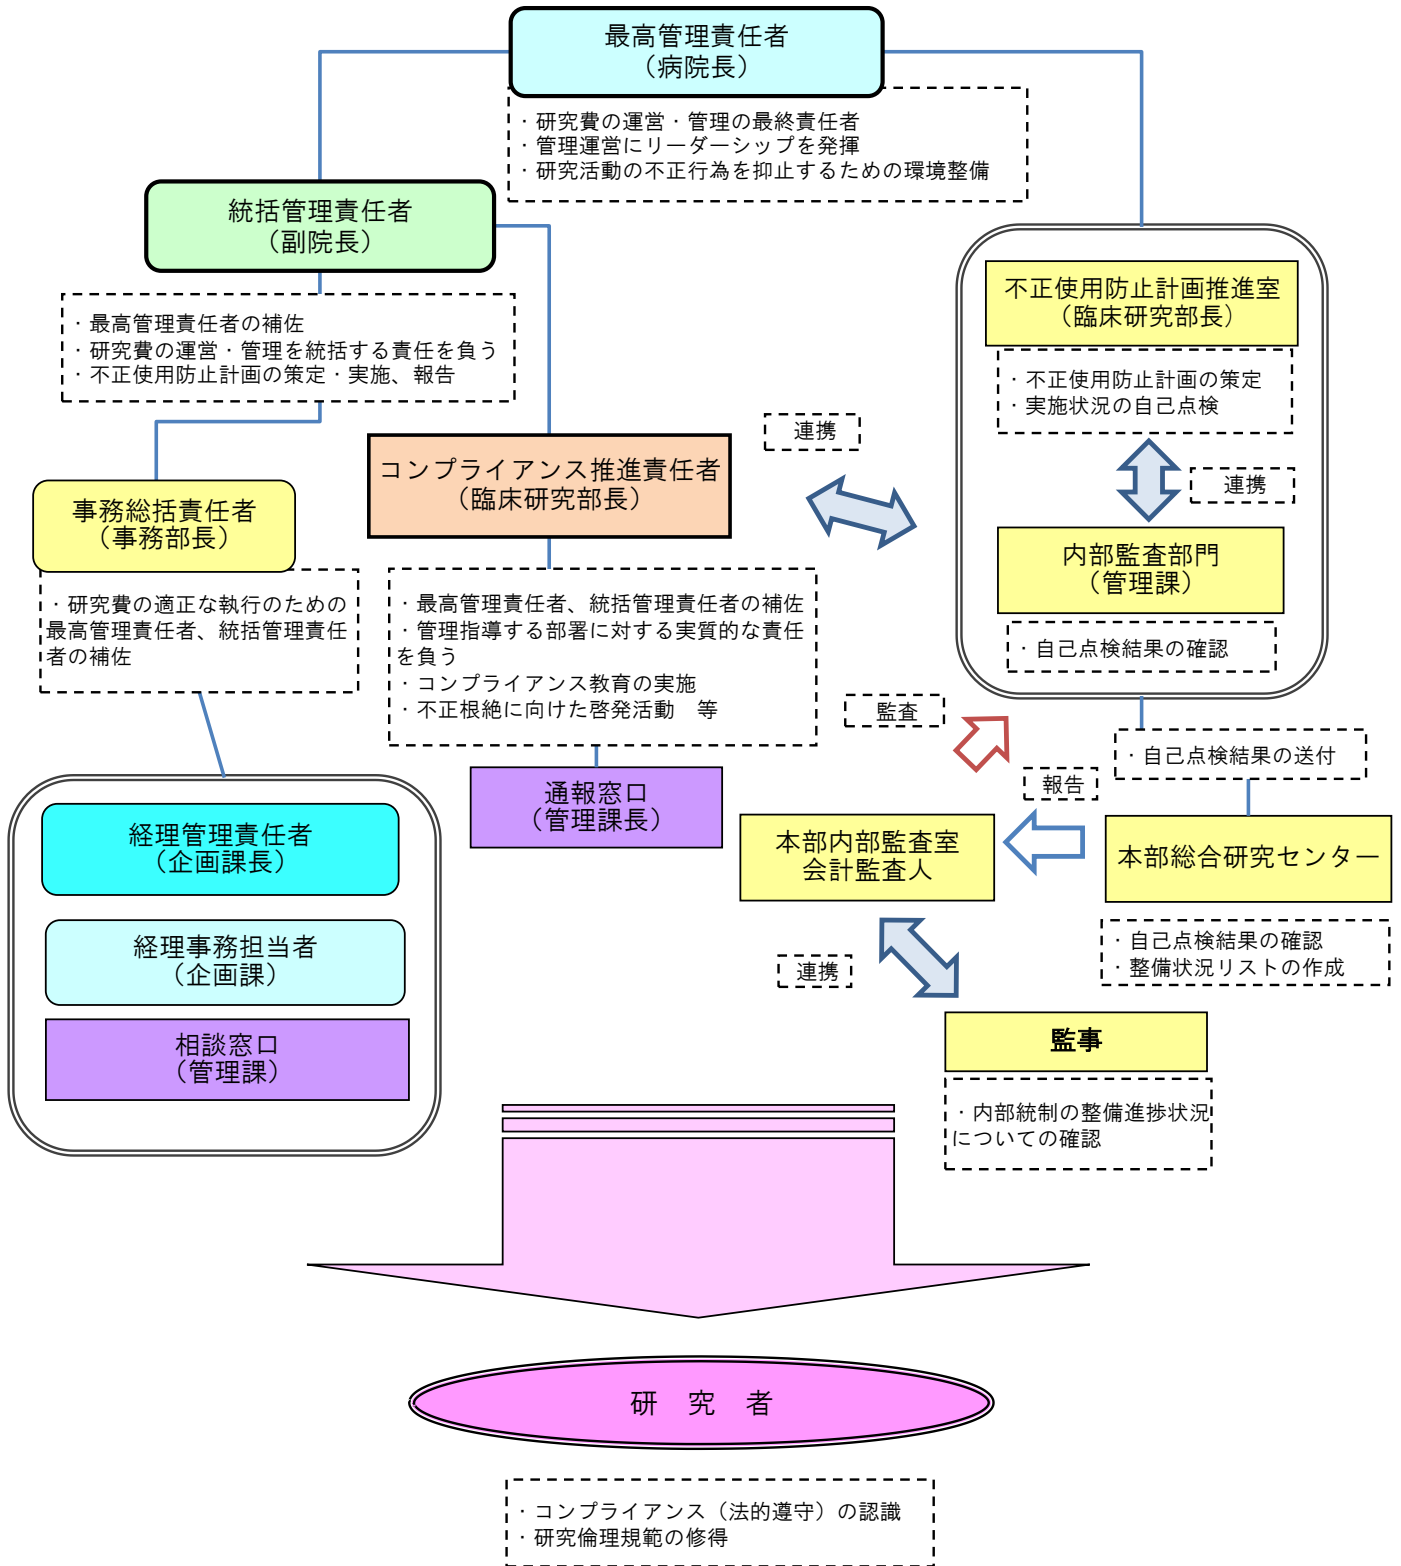 最高管理責任者
（病院長）
・研究費の運営・管理の最終責任者
・管理運営にリーダーシップを発揮
・研究活動の不正行為を抑止するための環境整備
統括管理責任者
（副院長）
・最高管理責任者の補佐
・研究費の運営・管理を統括する責任を負う
・不正使用防止計画の策定・実施、報告
不正使用防止計画推進室
（臨床研究部長）
・不正使用防止計画の策定
・実施状況の自己点検
連携
コンプライアンス推進責任者
（臨床研究部長）
連携
事務総括責任者
（事務部長）
内部監査部門
（管理課）
・自己点検結果の確認
・研究費の適正な執行のための
最高管理責任者、統括管理責任
者の補佐
・最高管理責任者、統括管理責任者の補佐
・管理指導する部署に対する実質的な責任
を負う
・コンプライアンス教育の実施
・不正根絶に向けた啓発活動　等
監査
・自己点検結果の送付
報告
通報窓口
（管理課長）
経理管理責任者
（企画課長）
本部内部監査室
会計監査人
本部総合研究センター
・自己点検結果の確認
・整備状況リストの作成
経理事務担当者
（企画課）
連携
相談窓口
（管理課）
監事
・内部統制の整備進捗状況
についての確認
研　究　者
・コンプライアンス（法的遵守）の認識
・研究倫理規範の修得